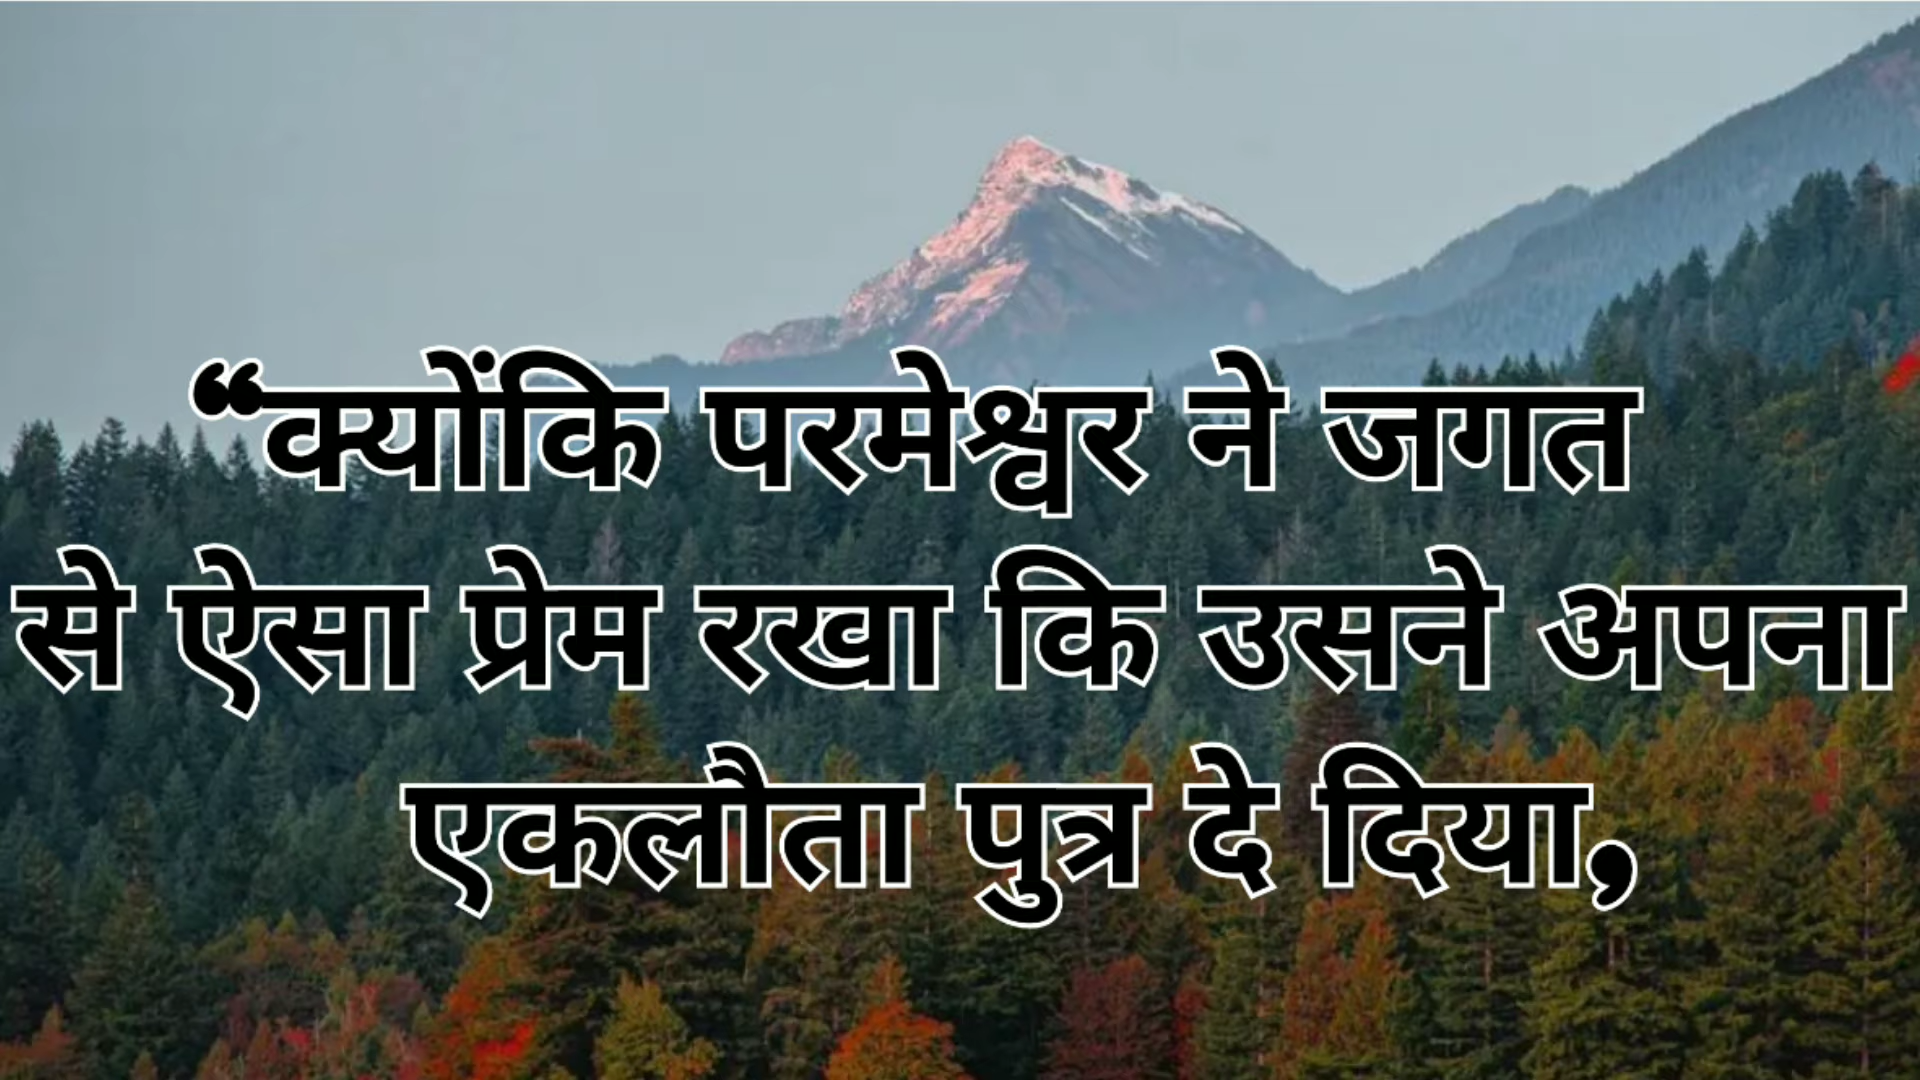 “क्योंकि परमेश्वर ने जगत
से ऐसा प्रेम रखा कि उसने अपना
एकलौता पुत्र दे दिया,